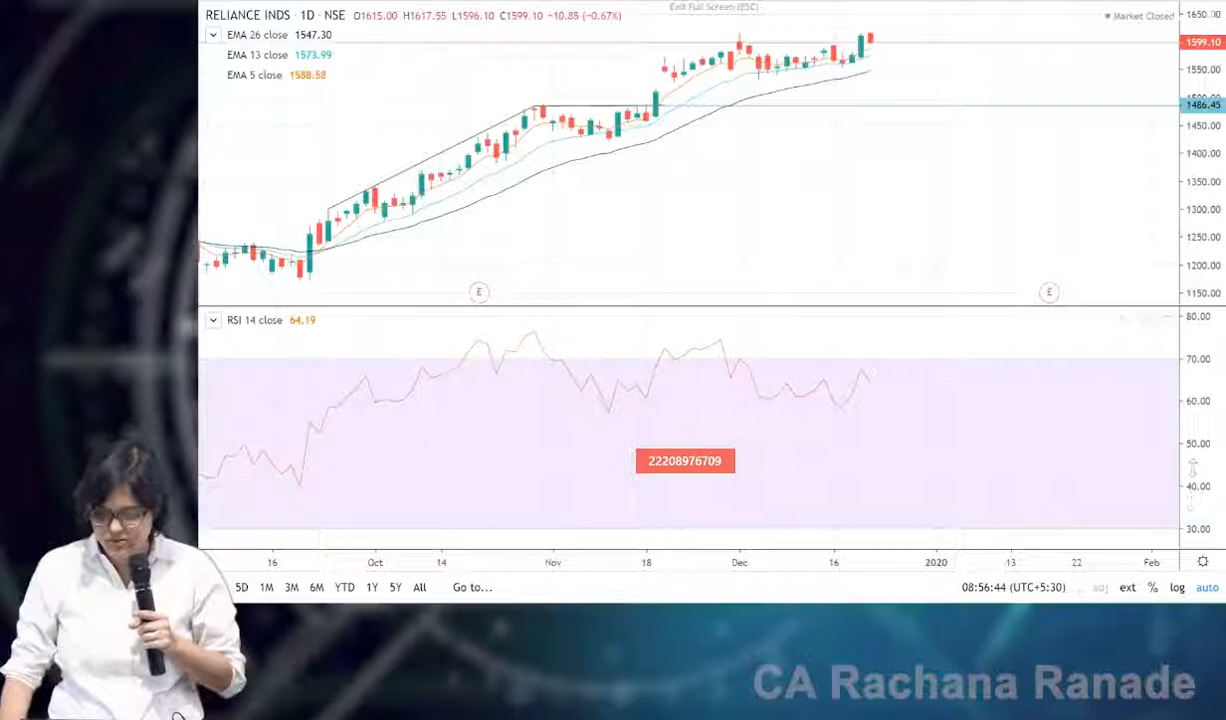 Exit Full Screen (ESC)
RELIANCE INDS · 1D · NSE O1615.00 H1617.55 L1596.10 C1599.10 −10.85 (−0.67%)
Market Closed
EMA 26 close 1547.30
EMA 13 close 1573.99
EMA 5 close 1588.58
1650.00
1599.10
1550.00
1486.45
1450.00
1400.00
1350.00
1300.00
1250.00
1200.00
1150.00
E
E
RSI 14 close 64.19
80.00
70.00
60.00
50.00
40.00
30.00
22208976709
16 Oct 14 Nov 18 Dec 16 2020 13 22 Feb
5D 1M 3M 6M YTD 1Y 5Y All Go to... 08:56:44 (UTC+5:30) adj ext % log auto
CA Rachana Ranade